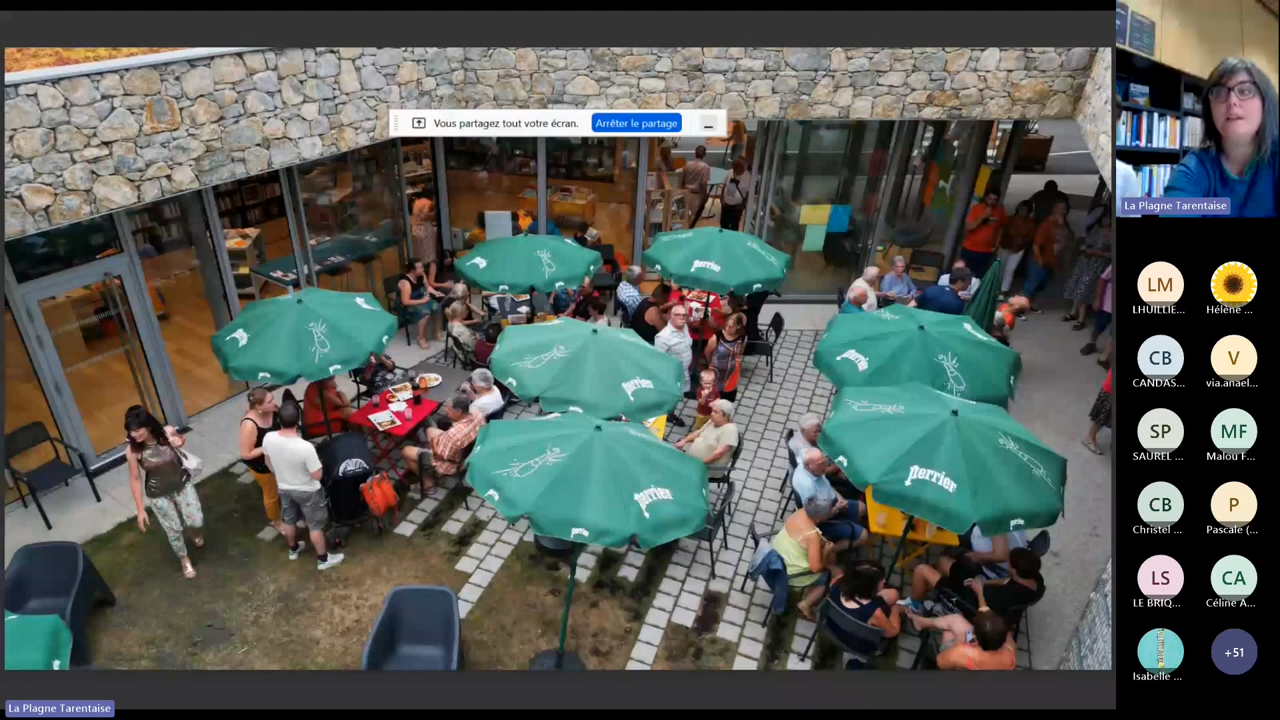 Vous partagez tout votre écran.
Arrêter le partage
La Plagne Tarentaise
LM
LHUILLIE...
Hélène ...
CB
CANDAS...
V
via.anael...
SP
SAUREL ...
MF
Malou F...
CB
Christel ...
P
Pascale (...
LS
LE BRIQ...
CA
Céline A...
Isabelle ...
+51
perrier
perrier
perrier
perrier
La Plagne Tarentaise